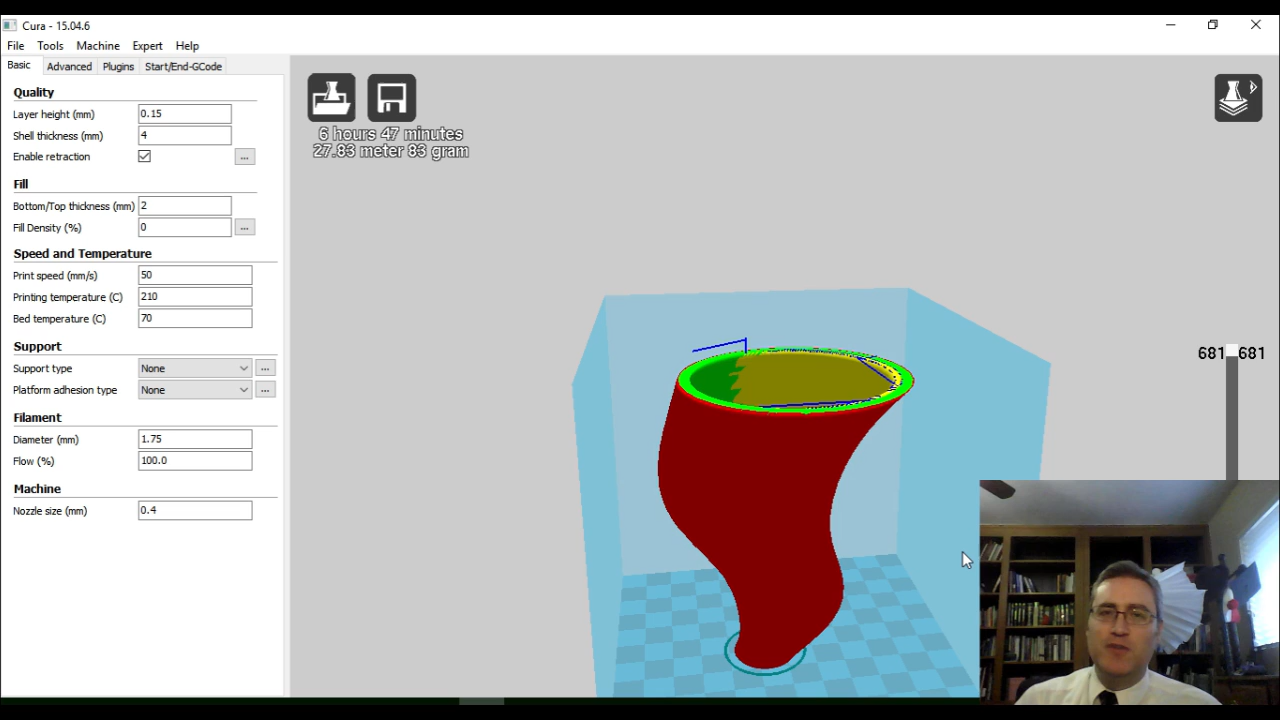 Cura - 15.04.6
File Tools Machine Expert Help
Basic Advanced Plugins Start/End-GCode
Quality
Layer height (mm) 0.15
Shell thickness (mm) 4
Enable retraction ...
Fill
Bottom/Top thickness (mm) 2
Fill Density (%) 0 ...
Speed and Temperature
Print speed (mm/s) 50
Printing temperature (C) 210
Bed temperature (C) 70
Support
Support type None ...
Platform adhesion type None ...
Filament
Diameter (mm) 1.75
Flow (%) 100.0
Machine
Nozzle size (mm) 0.4
6 hours 47 minutes
27.83 meter 83 gram
681 681